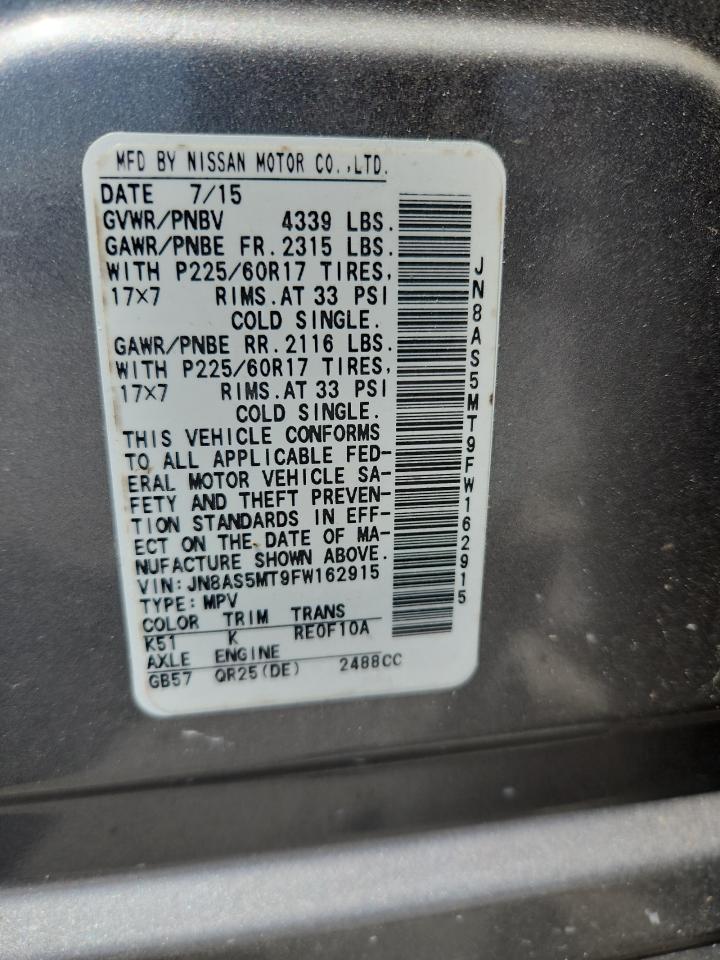 MFD BY NISSAN MOTOR CO.,LTD.
DATE 7/15
GVWR/PNBV 4339 LBS.
GAWR/PNBE FR. 2315 LBS.
WITH P225/60R17 TIRES,
17×7 RIMS. AT 33 PSI
COLD SINGLE.
GAWR/PNBE RR. 2116 LBS.
WITH P225/60R17 TIRES,
17×7 RIMS. AT 33 PSI
COLD SINGLE.
THIS VEHICLE CONFORMS
TO ALL APPLICABLE FED-
ERAL MOTOR VEHICLE SA-
FETY AND THEFT PREVEN-
TION STANDARDS IN EFF-
ECT ON THE DATE OF MA-
NUFACTURE SHOWN ABOVE.
VIN: JN8AS5MT9FW162915
TYPE: MPV
COLOR TRIM TRANS
K51 K RE0F10A
AXLE ENGINE
GB57 QR25(DE) 2488CC
JN8AS5MT9FW162915